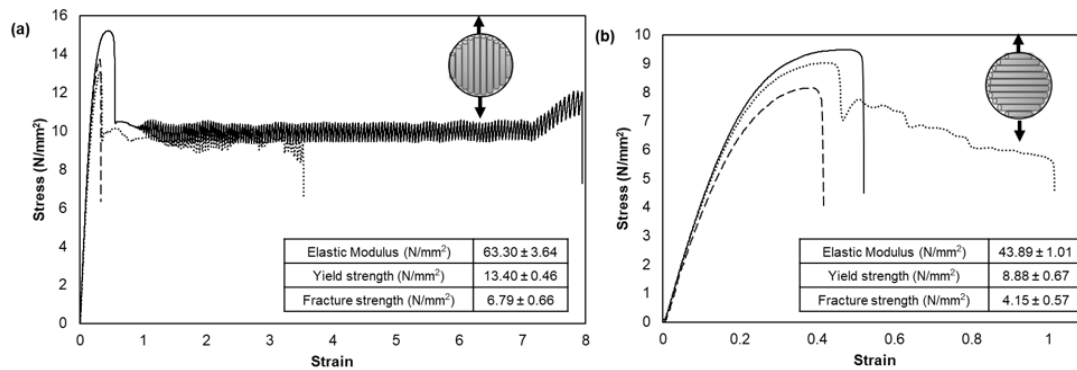 (a)
16
14
12
10
8
6
4
2
0
Stress (N/mm²)
0 1 2 3 4 5 6 7 8
Strain
Elastic Modulus (N/mm²) 63.30 ± 3.64
Yield strength (N/mm²) 13.40 ± 0.46
Fracture strength (N/mm²) 6.79 ± 0.66
(b)
10
9
8
7
6
5
4
3
2
1
0
Stress (N/mm²)
0 0.2 0.4 0.6 0.8 1
Strain
Elastic Modulus (N/mm²) 43.89 ± 1.01
Yield strength (N/mm²) 8.88 ± 0.67
Fracture strength (N/mm²) 4.15 ± 0.57